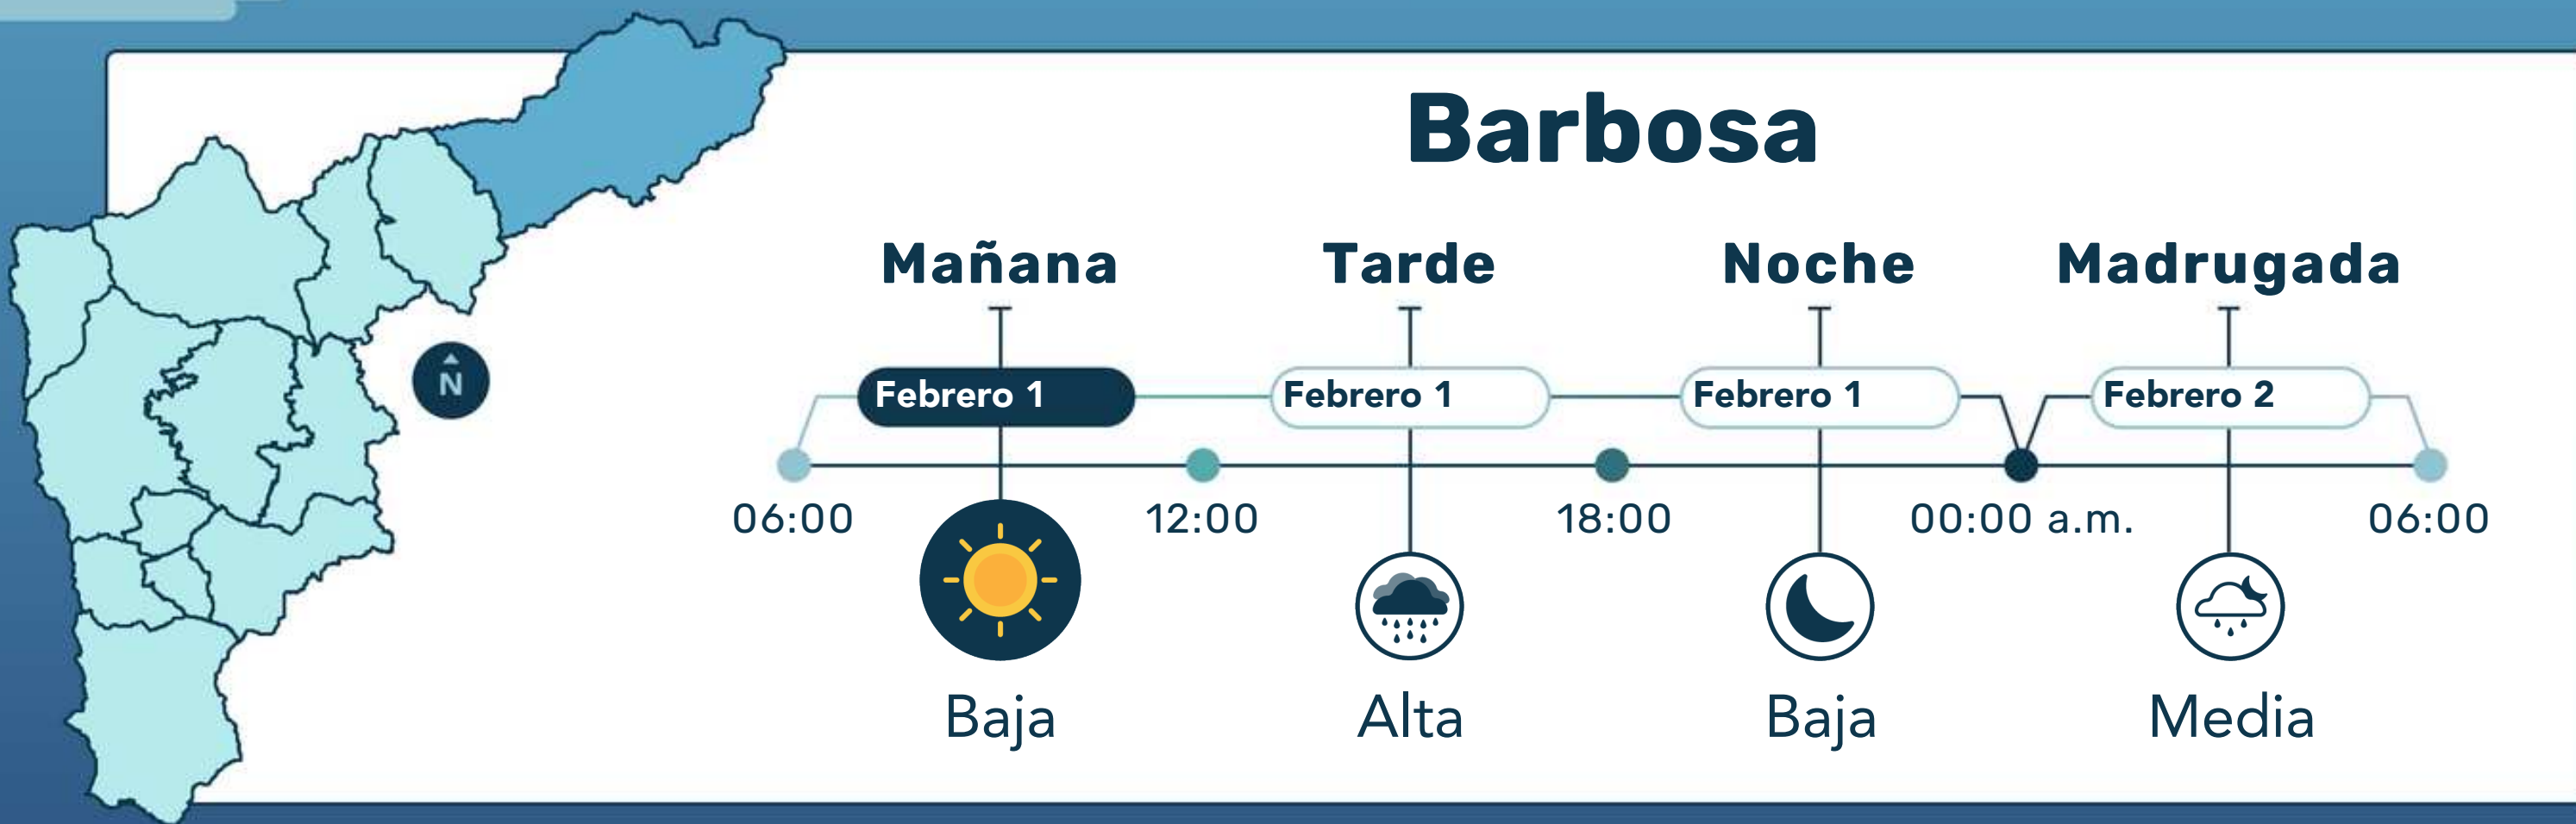 Barbosa
Mañana
Tarde
Noche
Madrugada
Febrero 1
Febrero 1
Febrero 1
Febrero 2
N
06:00
12:00
18:00
00:00 a.m.
06:00
Baja
Alta
Baja
Media